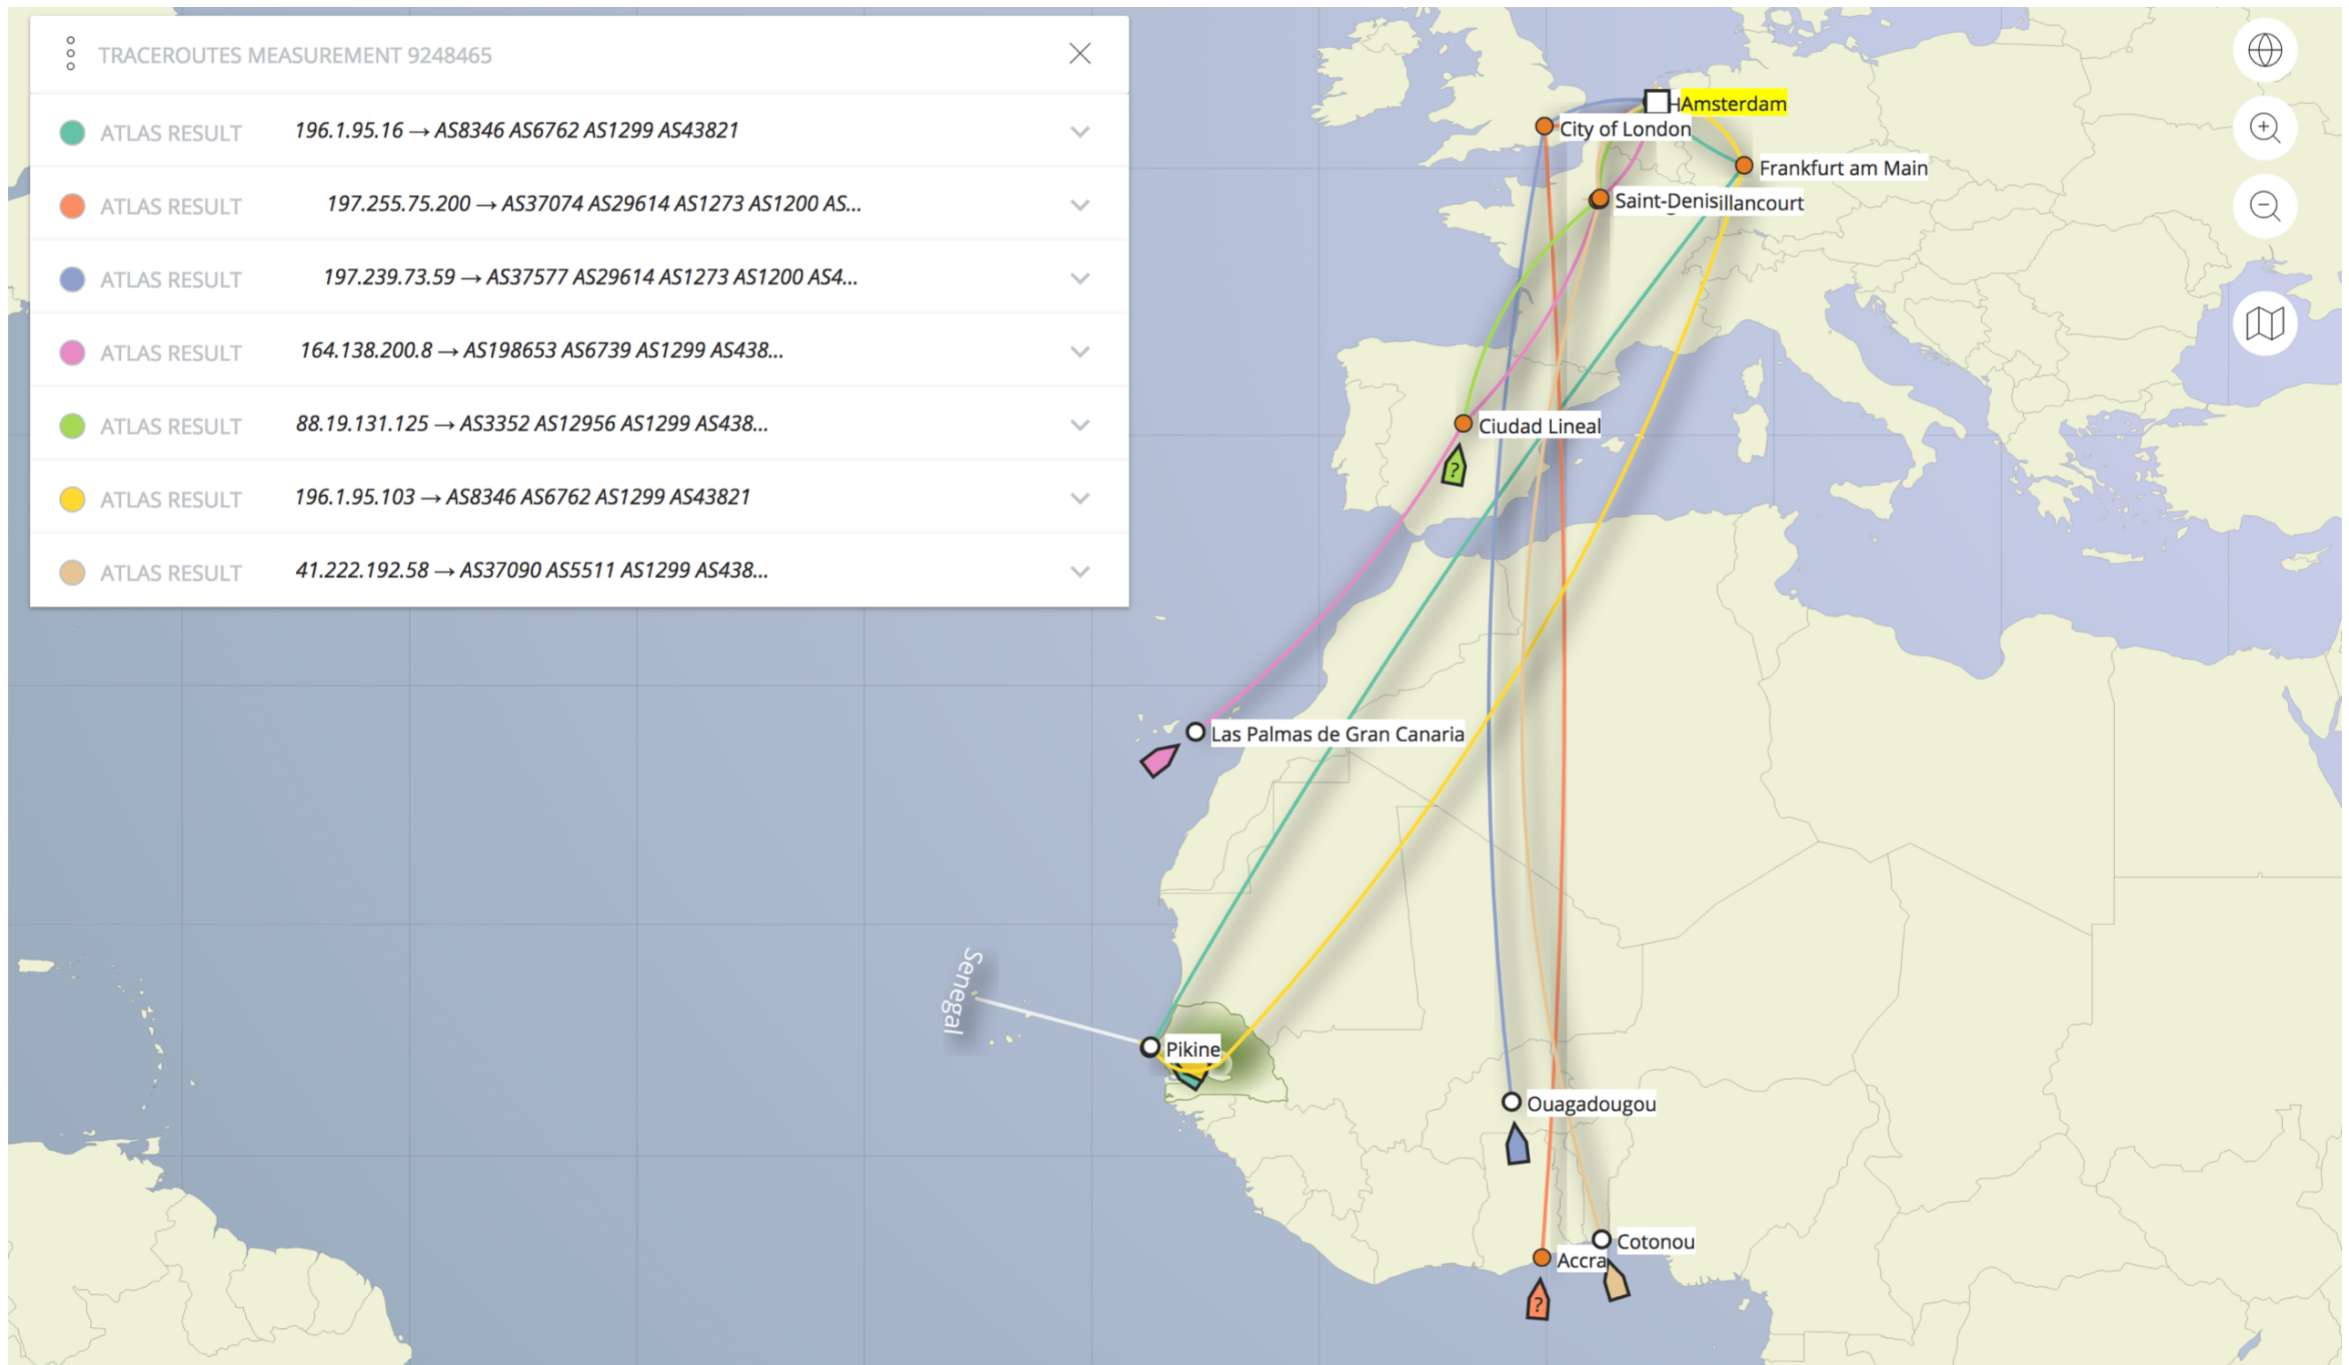 TRACEROUTES MEASUREMENT 9248465
ATLAS RESULT 196.1.95.16 → AS8346 AS6762 AS1299 AS43821
ATLAS RESULT 197.255.75.200 → AS37074 AS29614 AS1273 AS1200 AS...
ATLAS RESULT 197.239.73.59 → AS37577 AS29614 AS1273 AS1200 AS4...
ATLAS RESULT 164.138.200.8 → AS198653 AS6739 AS1299 AS438...
ATLAS RESULT 88.19.131.125 → AS3352 AS12956 AS1299 AS438...
ATLAS RESULT 196.1.95.103 → AS8346 AS6762 AS1299 AS43821
ATLAS RESULT 41.222.192.58 → AS37090 AS5511 AS1299 AS438...
Amsterdam
City of London
Frankfurt am Main
Saint-Denis
illancourt
Ciudad Lineal
?
Las Palmas de Gran Canaria
Senegal
Pikine
Ouagadougou
Cotonou
Accra
?